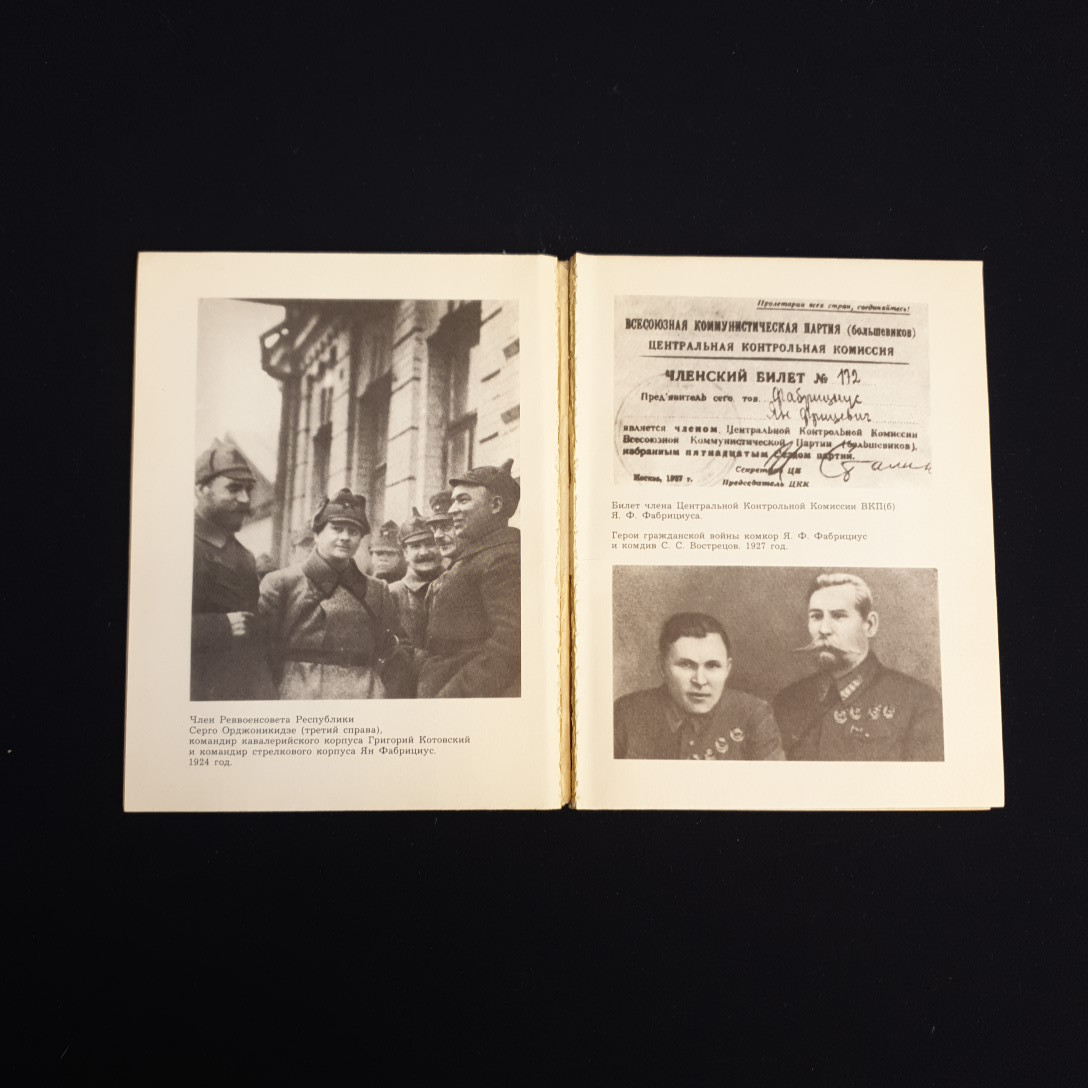 Член Реввоенсовета Республики
Серго Орджоникидзе (третий справа),
командир кавалерийского корпуса Григорий Котовский
и командир стрелкового корпуса Ян Фабрициус.
1924 год.
Пролетарии всех стран, соединяйтесь!
ВСЕСОЮЗНАЯ КОММУНИСТИЧЕСКАЯ ПАРТИЯ (большевиков)
ЦЕНТРАЛЬНАЯ КОНТРОЛЬНАЯ КОМИССИЯ
ЧЛЕНСКИЙ БИЛЕТ № 172
Пред'явитель сего тов. Фабрициус
Ян Фрицевич
является членом Центральной Контрольной Комиссии
Всесоюзной Коммунистической Партии (большевиков),
избранным пятнадцатым Съездом партии.
Секретарь ЦК Сталин
Москва, 1927 г. Председатель ЦКК
Билет члена Центральной Контрольной Комиссии ВКП(б)
Я. Ф. Фабрициуса.
Герои гражданской войны комкор Я. Ф. Фабрициус
и комдив С. С. Вострецов. 1927 год.